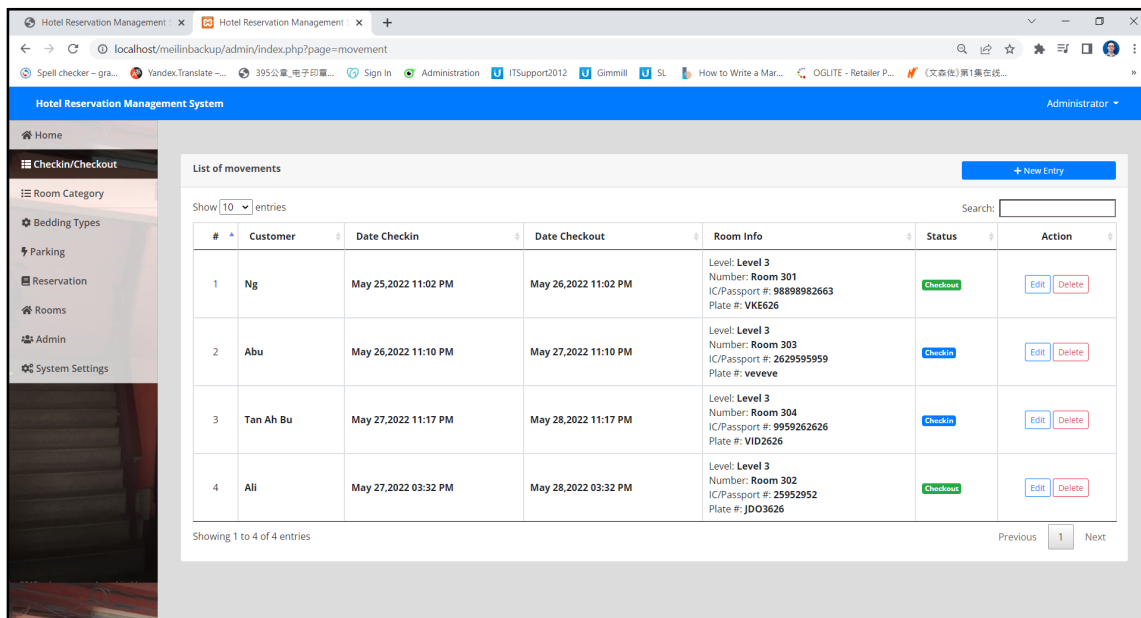 Hotel Reservation Management S
Hotel Reservation Management S
localhost/meilinbackup/admin/index.php?page=movement
Spell checker – gra... Yandex.Translate –... 395公章_电子印章... Sign In Administration ITSupport2012 Gimmill SL How to Write a Mar... OGLITE - Retailer P... 《文森佐》第1集在线... »
Hotel Reservation Management System Administrator
Home
Checkin/Checkout
Room Category
Bedding Types
Parking
Reservation
Rooms
Admin
System Settings
List of movements + New Entry
Show 10 entries Search:
# Customer Date Checkin Date Checkout Room Info Status Action
1 Ng May 25,2022 11:02 PM May 26,2022 11:02 PM
Level: Level 3
Number: Room 301
IC/Passport #: 98898982663
Plate #: VKE626
Checkout Edit Delete
2 Abu May 26,2022 11:10 PM May 27,2022 11:10 PM
Level: Level 3
Number: Room 303
IC/Passport #: 2629595959
Plate #: veveve
Checkin Edit Delete
3 Tan Ah Bu May 27,2022 11:17 PM May 28,2022 11:17 PM
Level: Level 3
Number: Room 304
IC/Passport #: 9959262626
Plate #: VID2626
Checkin Edit Delete
4 Ali May 27,2022 03:32 PM May 28,2022 03:32 PM
Level: Level 3
Number: Room 302
IC/Passport #: 25952952
Plate #: JDO3626
Checkout Edit Delete
Showing 1 to 4 of 4 entries Previous 1 Next